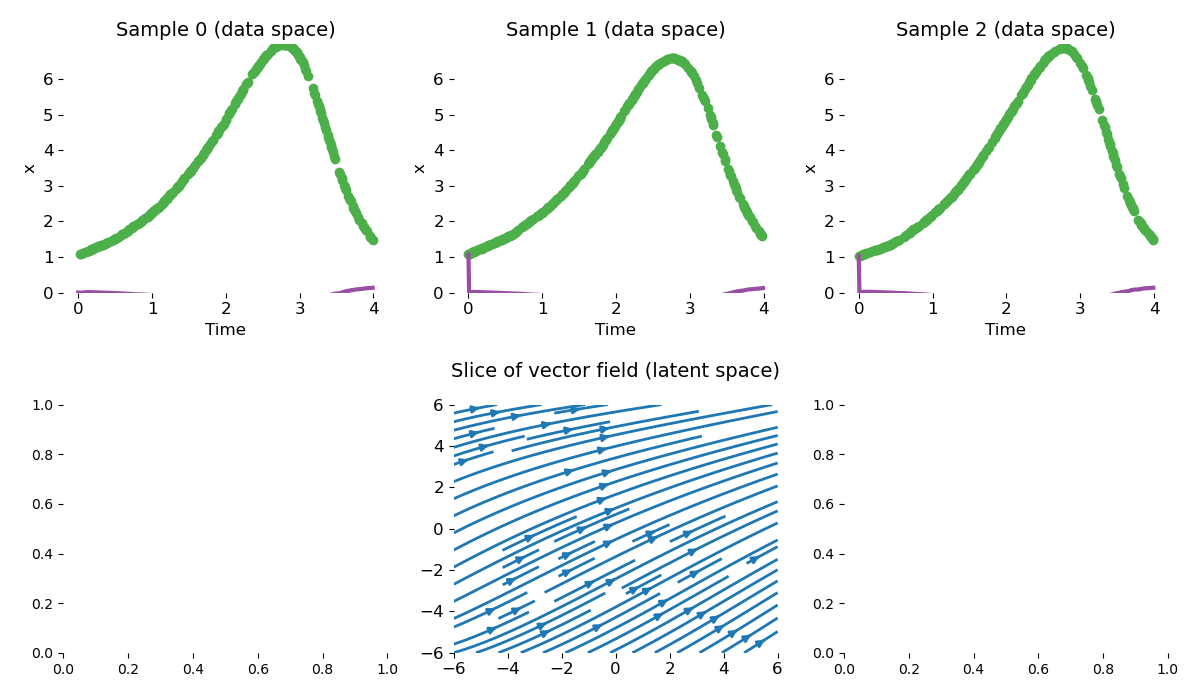 Sample 0 (data space)
Sample 1 (data space)
Sample 2 (data space)
x
6
5
4
3
2
1
0
0 1 2 3 4
Time
x
6
5
4
3
2
1
0
0 1 2 3 4
Time
x
6
5
4
3
2
1
0
0 1 2 3 4
Time
1.0
0.8
0.6
0.4
0.2
0.0
0.0 0.2 0.4 0.6 0.8 1.0
Slice of vector field (latent space)
6
4
2
0
−2
−4
−6
−6 −4 −2 0 2 4 6
1.0
0.8
0.6
0.4
0.2
0.0
0.0 0.2 0.4 0.6 0.8 1.0